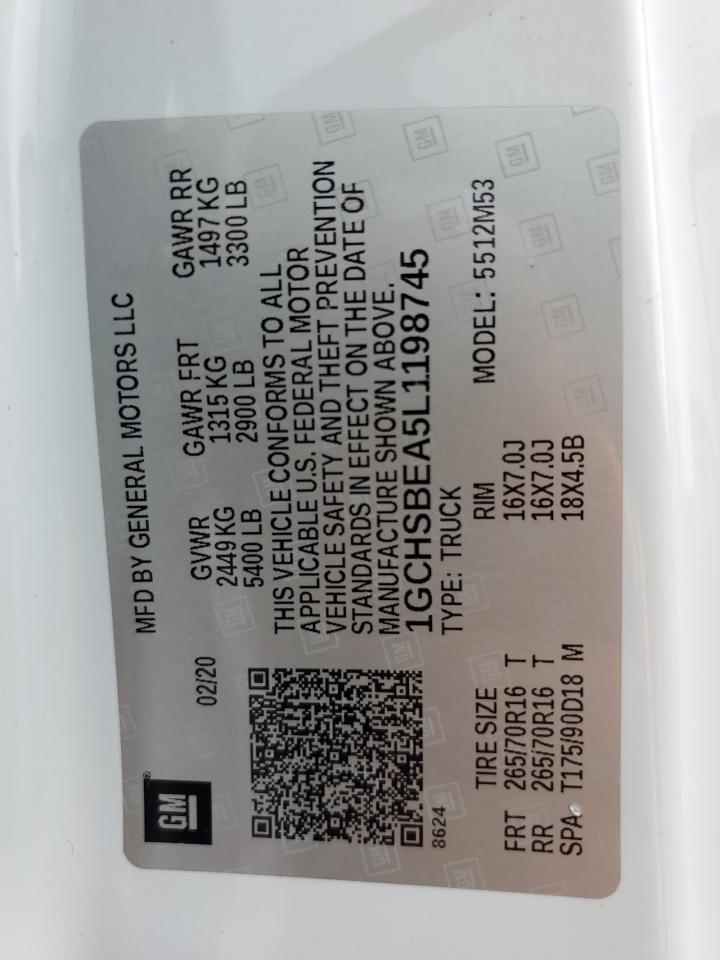 GM®
MFD BY GENERAL MOTORS LLC
02/20
GVWR GAWR FRT GAWR RR
2449 KG 1315 KG 1497 KG
5400 LB 2900 LB 3300 LB
THIS VEHICLE CONFORMS TO ALL
APPLICABLE U.S. FEDERAL MOTOR
VEHICLE SAFETY AND THEFT PREVENTION
STANDARDS IN EFFECT ON THE DATE OF
MANUFACTURE SHOWN ABOVE.
1GCHSBEA5L1198745
8624
TYPE: TRUCK
TIRE SIZE RIM MODEL: 5512M53
FRT 265/70R16 T 16X7.0J
RR 265/70R16 T 16X7.0J
SPA T175/90D18 M 18X4.5B